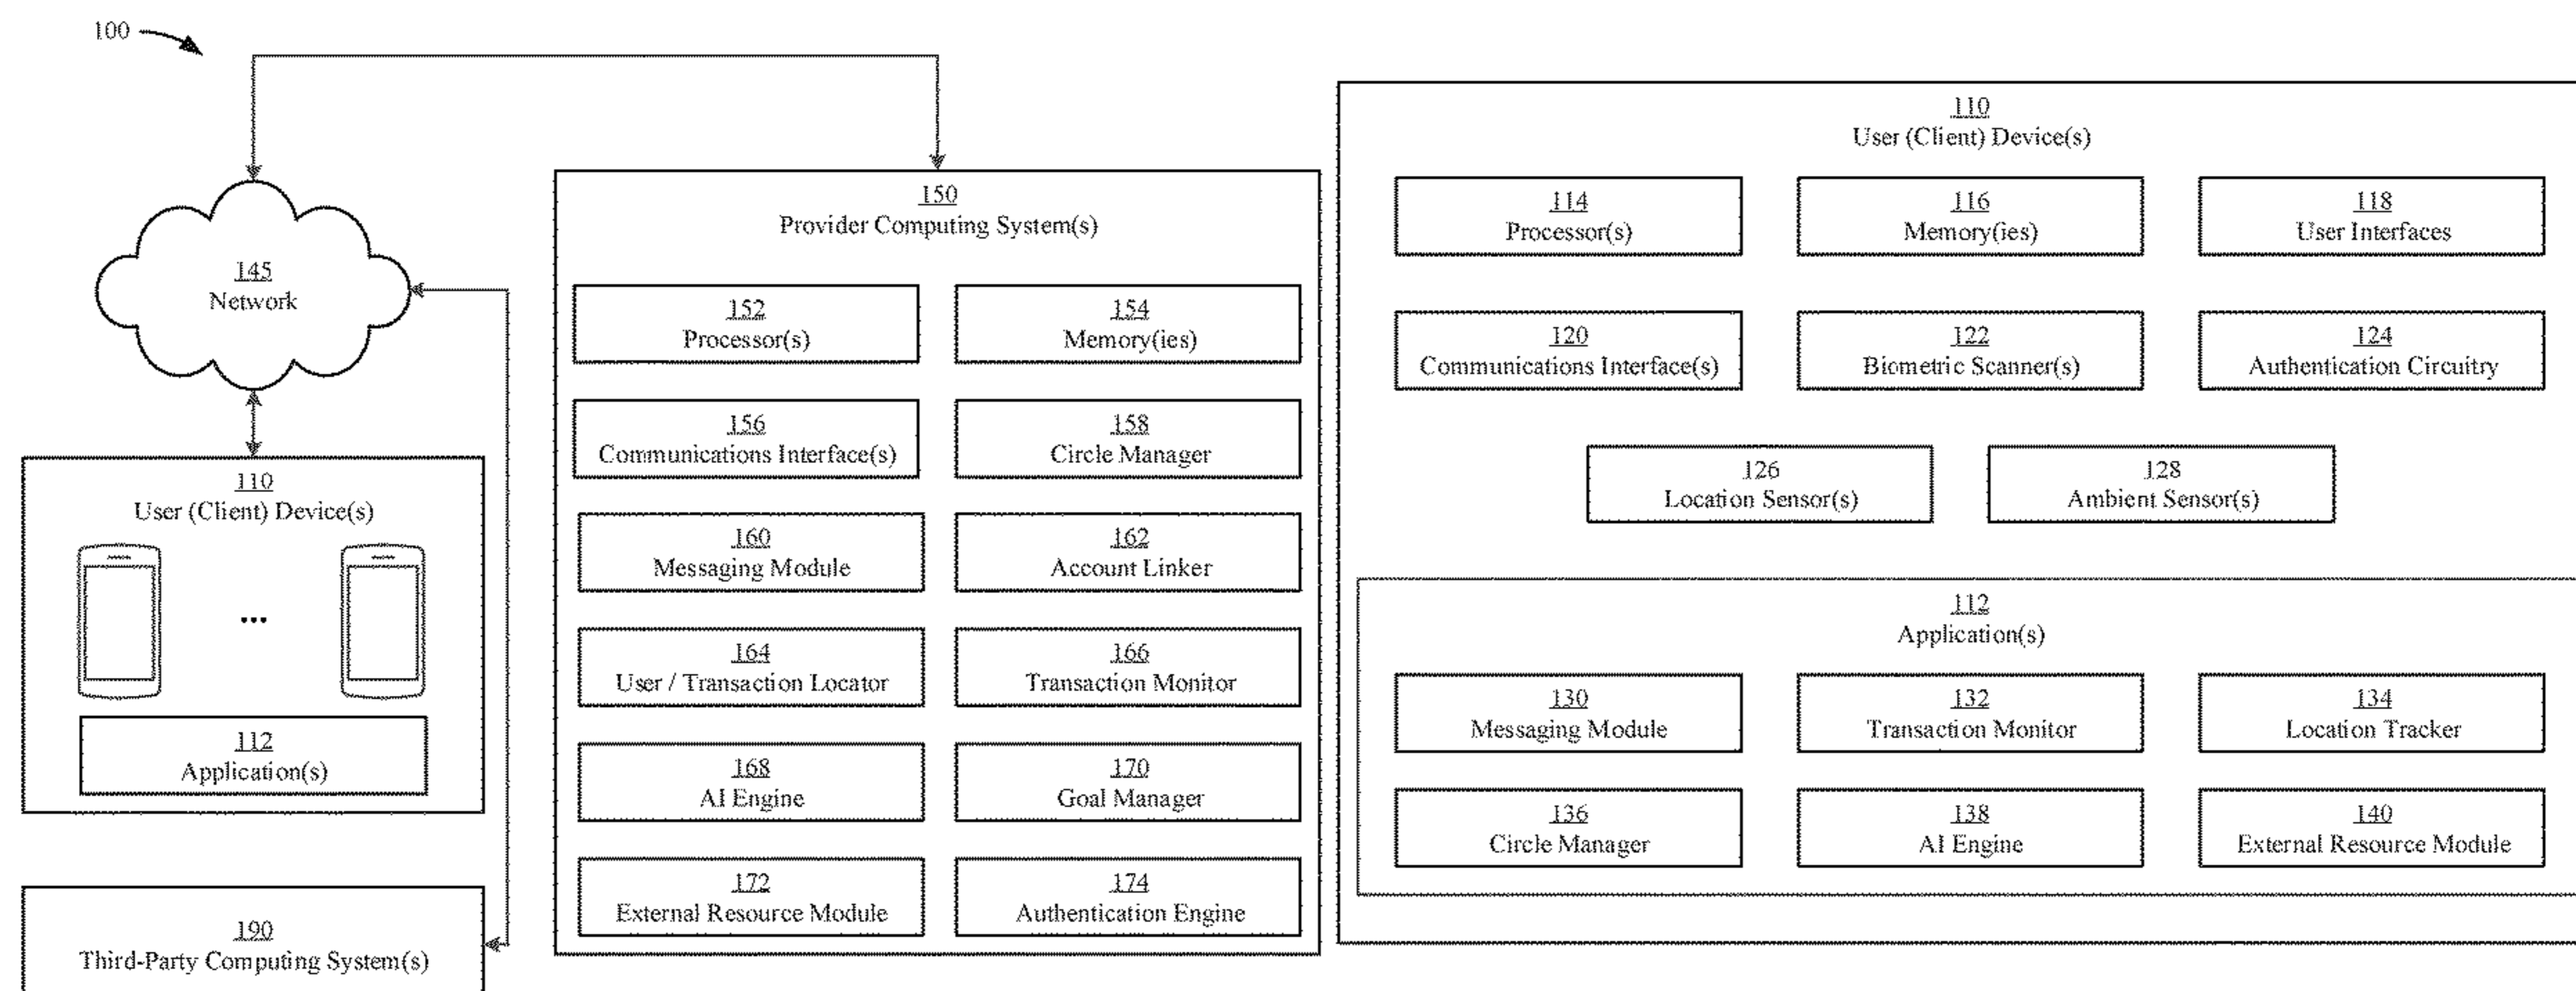 100
145
Network
110
User (Client) Device(s)
...
112
Application(s)
190
Third-Party Computing System(s)
150
Provider Computing System(s)
152
Processor(s)
154
Memory(ies)
156
Communications Interface(s)
158
Circle Manager
160
Messaging Module
162
Account Linker
164
User / Transaction Locator
166
Transaction Monitor
168
AI Engine
170
Goal Manager
172
External Resource Module
174
Authentication Engine
110
User (Client) Device(s)
114
Processor(s)
116
Memory(ies)
118
User Interfaces
120
Communications Interface(s)
122
Biometric Scanner(s)
124
Authentication Circuitry
126
Location Sensor(s)
128
Ambient Sensor(s)
112
Application(s)
130
Messaging Module
132
Transaction Monitor
134
Location Tracker
136
Circle Manager
138
AI Engine
140
External Resource Module